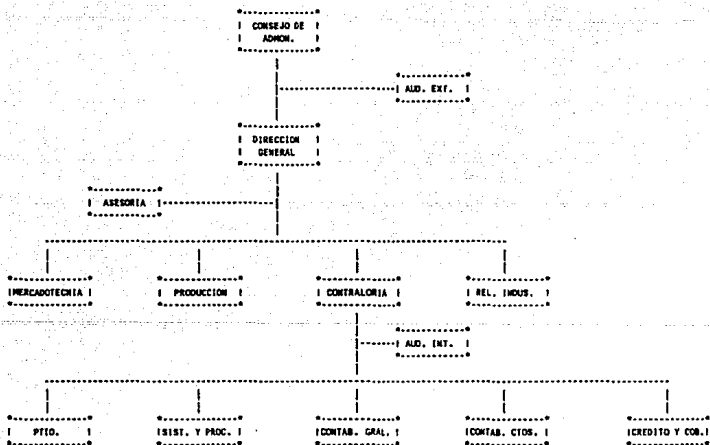 CONSEJO DE
ADMON.
AUD. EXT.
DIRECCION
GENERAL
ASESORIA
MERCADOTECNIA
PRODUCCION
CONTRALORIA
REL. INDUS.
AUD. INT.
PTTO.
SIST. Y PROC.
CONTAB. GRAL.
CONTAB. CTOS.
CREDITO Y COB.